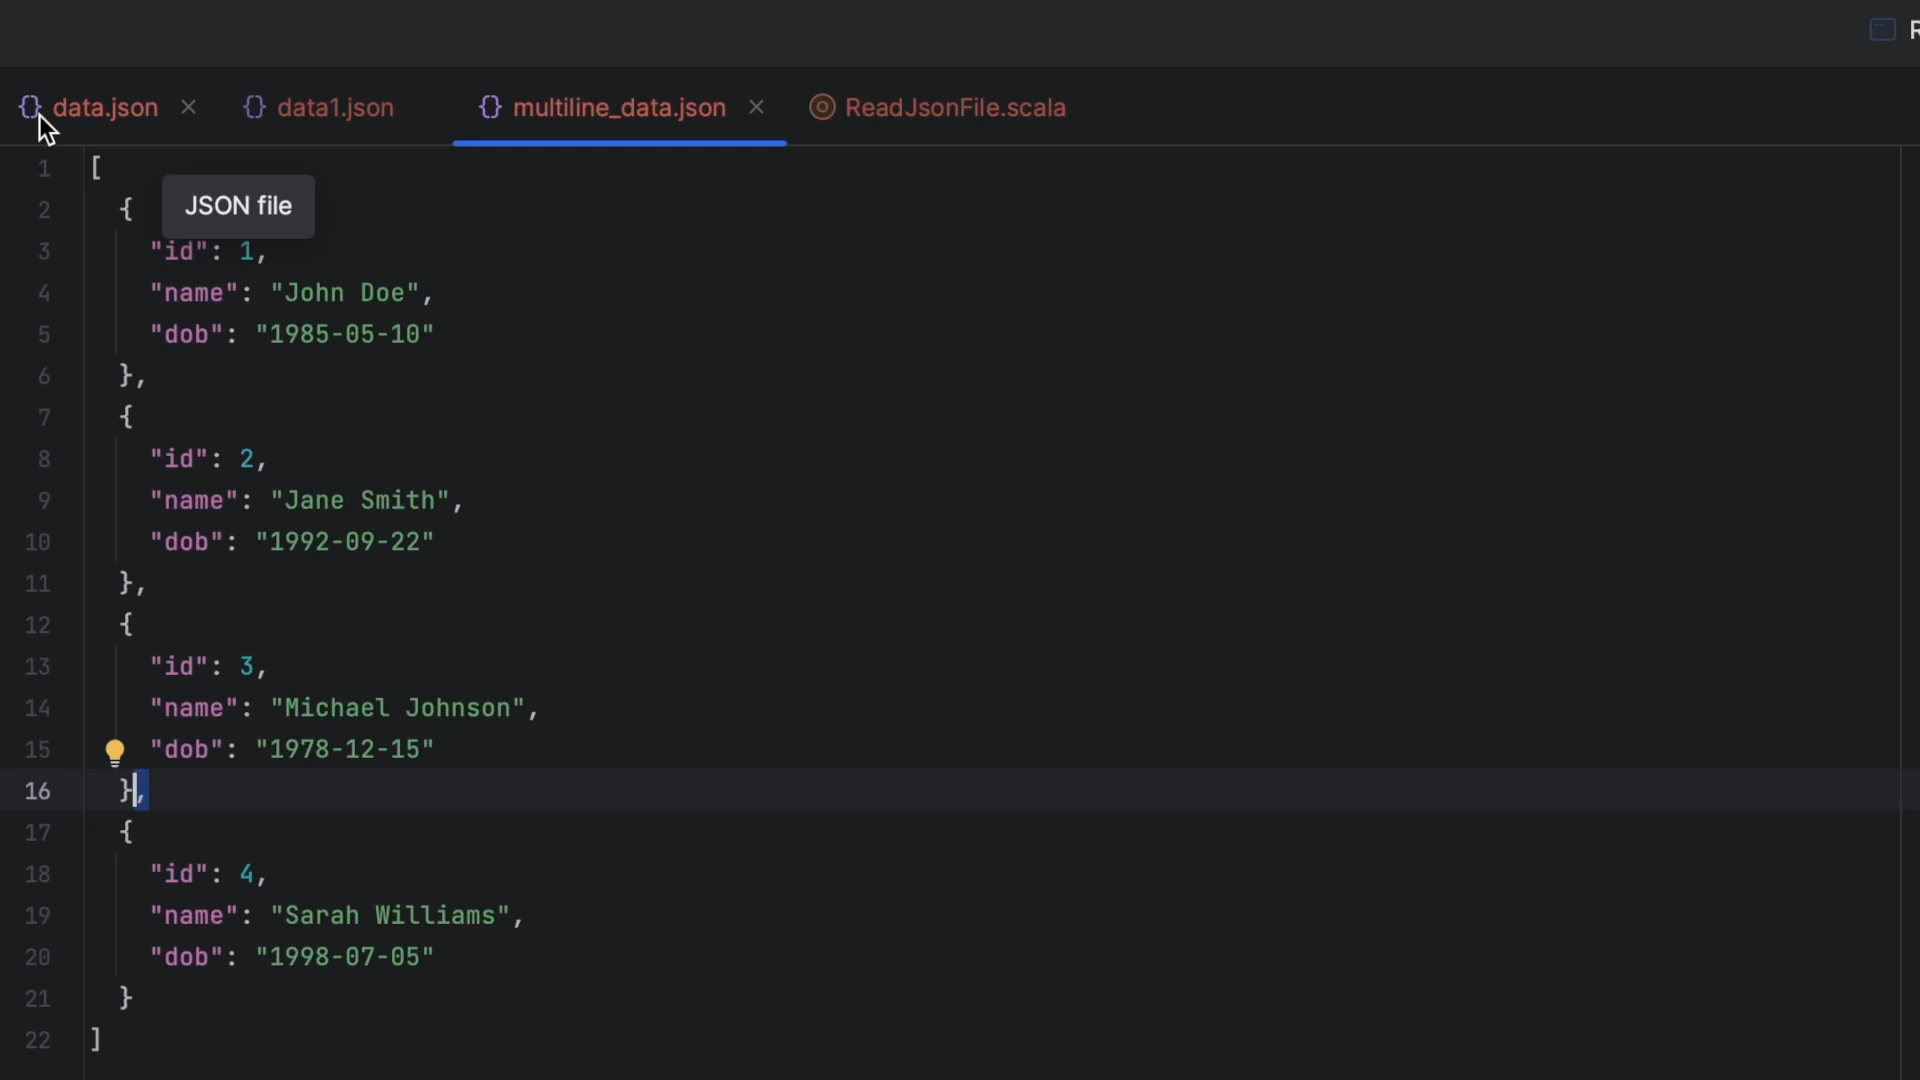 R
data.json
data1.json
multiline_data.json
ReadJsonFile.scala
JSON file
1 [
2 {
3 "id": 1,
4 "name": "John Doe",
5 "dob": "1985-05-10"
6 },
7 {
8 "id": 2,
9 "name": "Jane Smith",
10 "dob": "1992-09-22"
11 },
12 {
13 "id": 3,
14 "name": "Michael Johnson",
15 "dob": "1978-12-15"
16 },
17 {
18 "id": 4,
19 "name": "Sarah Williams",
20 "dob": "1998-07-05"
21 }
22 ]